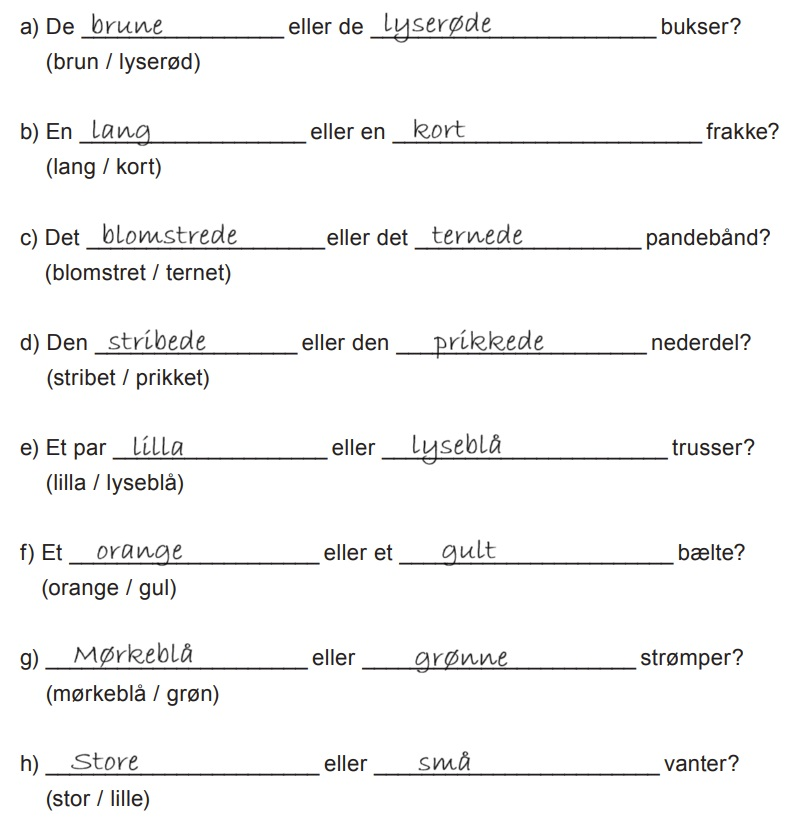 a) De brune eller de lyserøde bukser?
(brun / lyserød)
b) En lang eller en kort frakke?
(lang / kort)
c) Det blomstrede eller det ternede pandebånd?
(blomstret / ternet)
d) Den stribede eller den prikkede nederdel?
(stribet / prikket)
e) Et par lilla eller lyseblå trusser?
(lilla / lyseblå)
f) Et orange eller et gult bælte?
(orange / gul)
g) Mørkeblå eller grønne strømper?
(mørkeblå / grøn)
h) Store eller små vanter?
(stor / lille)